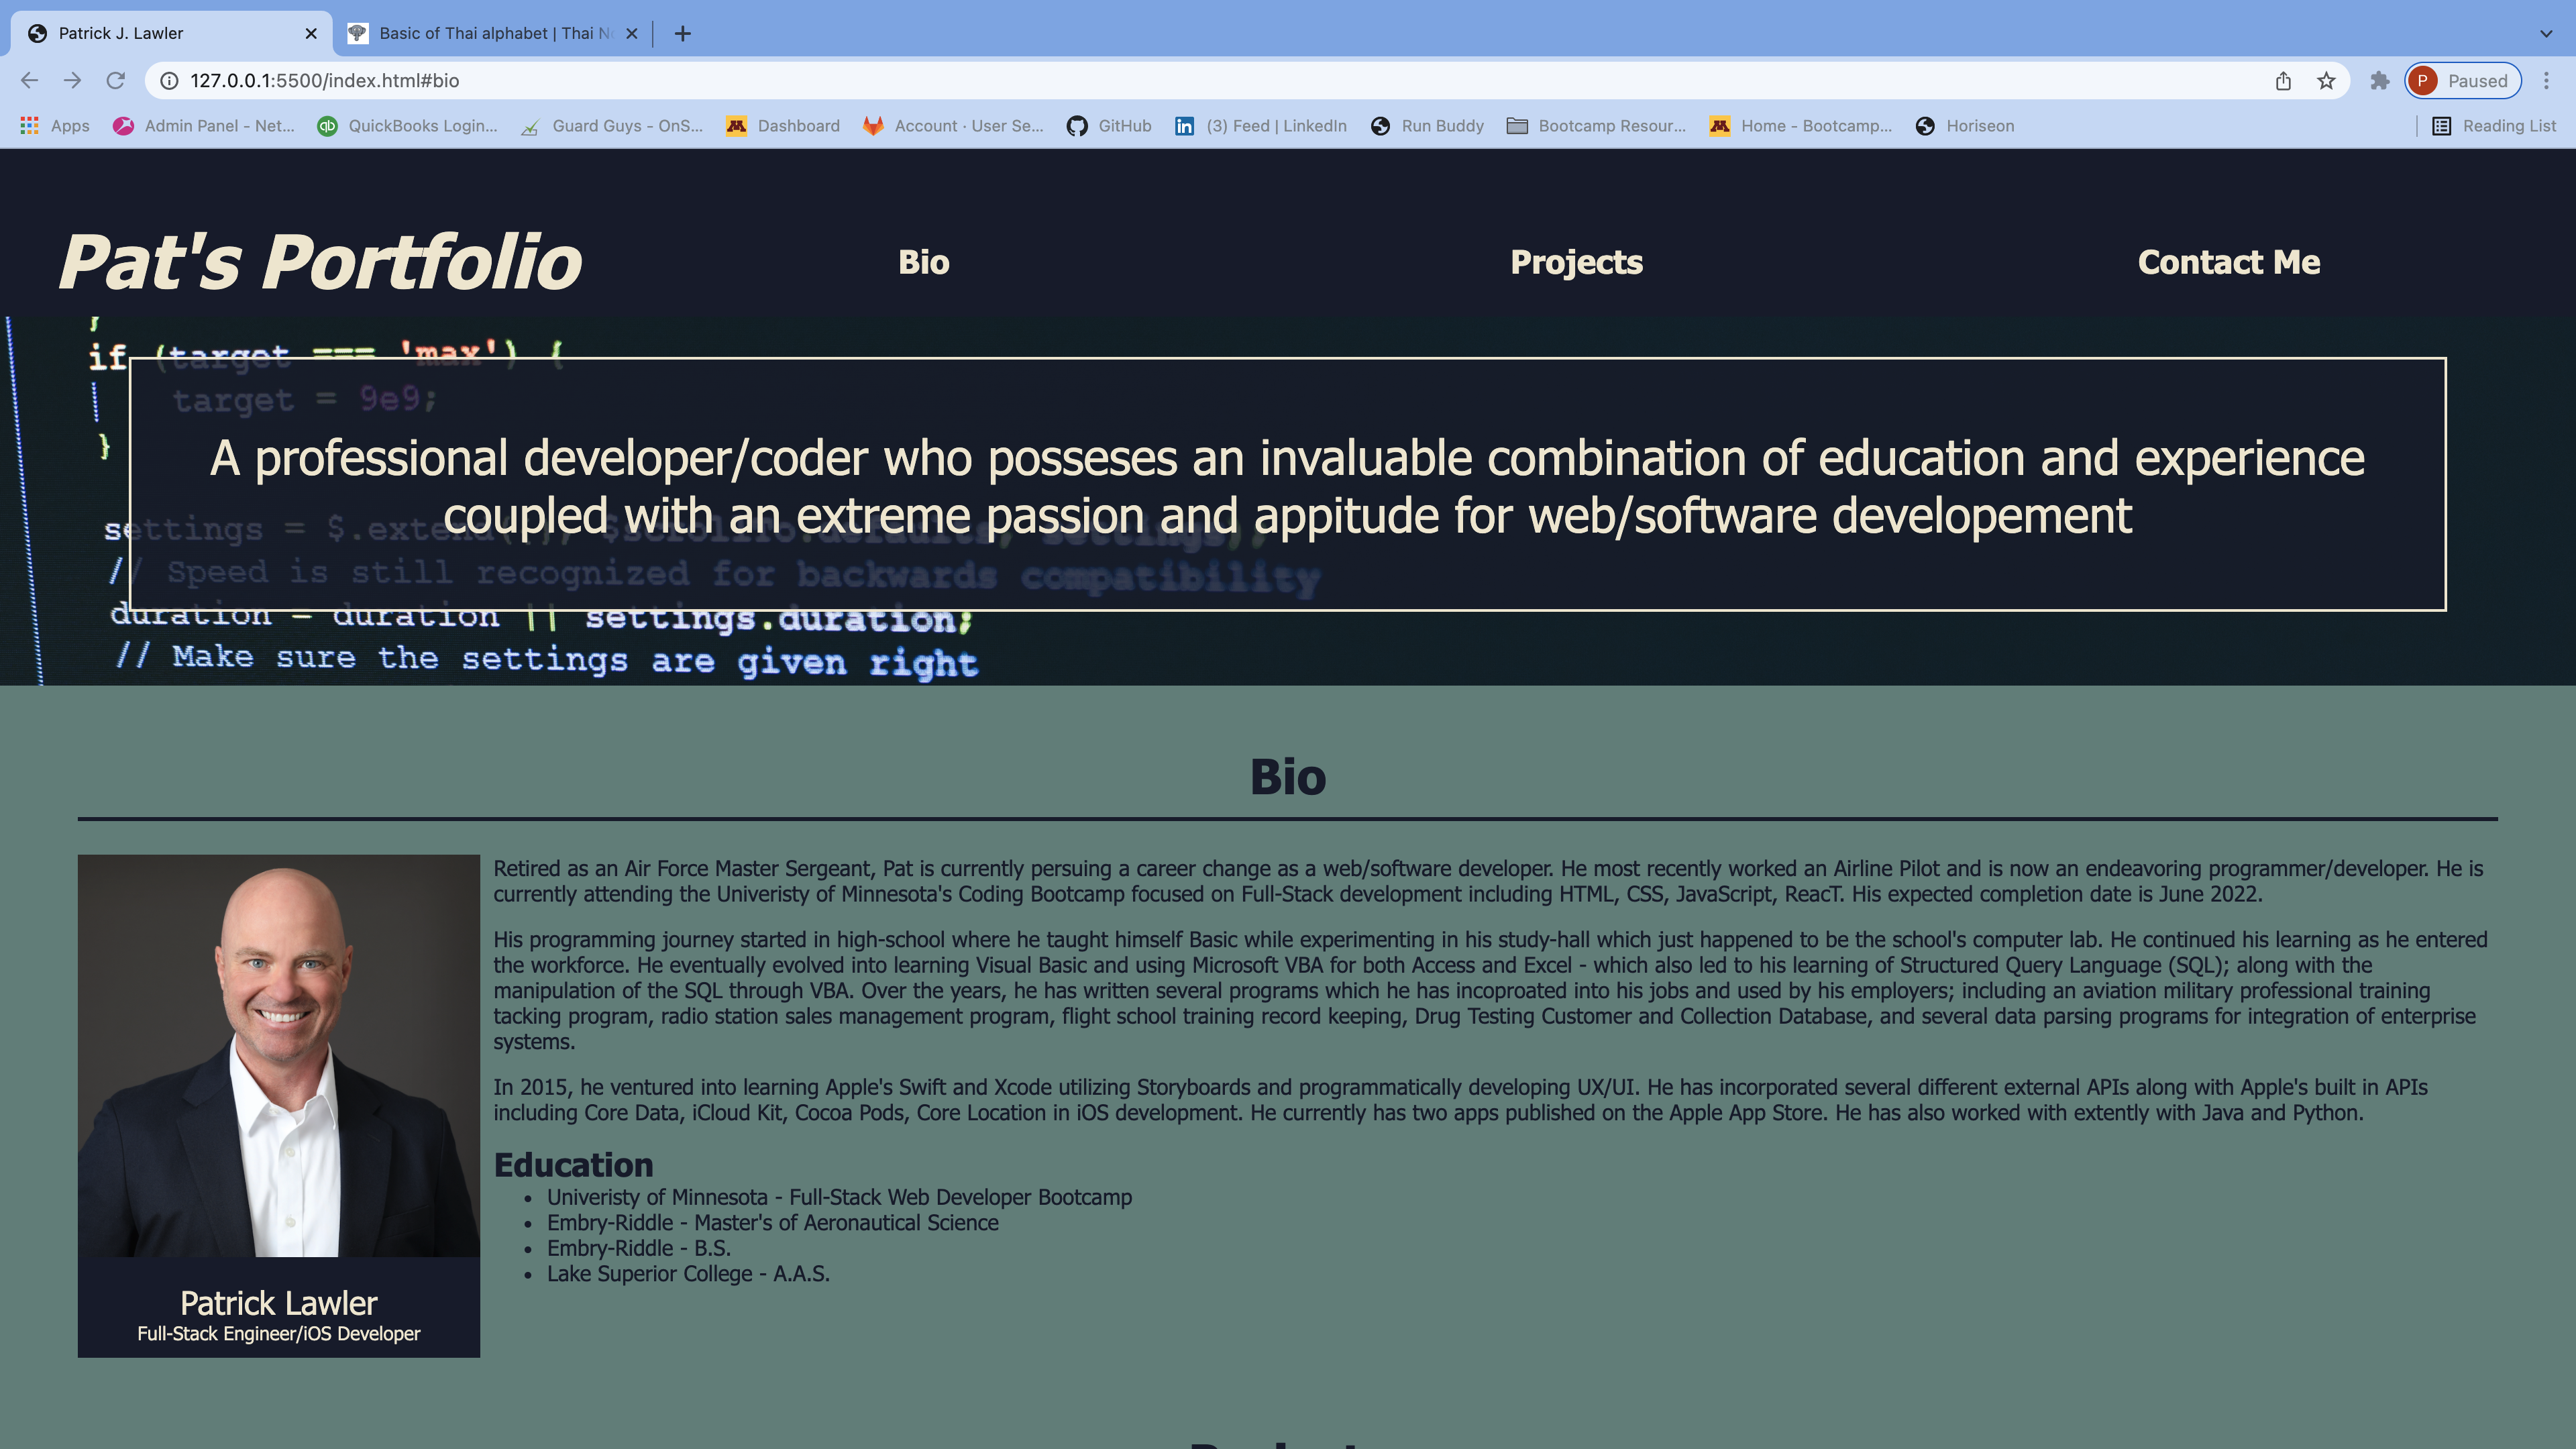 Patrick J. Lawler
Basic of Thai alphabet | Thai No
127.0.0.1:5500/index.html#bio
P Paused
Apps Admin Panel - Net... qb QuickBooks Login... Guard Guys - OnS... Dashboard Account · User Se... GitHub in (3) Feed | LinkedIn Run Buddy Bootcamp Resour... Home - Bootcamp... Horiseon Reading List
Pat's Portfolio Bio Projects Contact Me
}
if (target === 'max') {
target = 9e9;
}
A professional developer/coder who posseses an invaluable combination of education and experience
coupled with an extreme passion and appitude for web/software developement
settings = $.extend({}, $scrollTo.defaults, settings);
// Speed is still recognized for backwards compatibility
duration = duration || settings.duration;
// Make sure the settings are given right
Bio
Retired as an Air Force Master Sergeant, Pat is currently persuing a career change as a web/software developer. He most recently worked an Airline Pilot and is now an endeavoring programmer/developer. He is
currently attending the Univeristy of Minnesota's Coding Bootcamp focused on Full-Stack development including HTML, CSS, JavaScript, ReacT. His expected completion date is June 2022.
His programming journey started in high-school where he taught himself Basic while experimenting in his study-hall which just happened to be the school's computer lab. He continued his learning as he entered
the workforce. He eventually evolved into learning Visual Basic and using Microsoft VBA for both Access and Excel - which also led to his learning of Structured Query Language (SQL); along with the
manipulation of the SQL through VBA. Over the years, he has written several programs which he has incoproated into his jobs and used by his employers; including an aviation military professional training
tacking program, radio station sales management program, flight school training record keeping, Drug Testing Customer and Collection Database, and several data parsing programs for integration of enterprise
systems.
In 2015, he ventured into learning Apple's Swift and Xcode utilizing Storyboards and programmatically developing UX/UI. He has incorporated several different external APIs along with Apple's built in APIs
including Core Data, iCloud Kit, Cocoa Pods, Core Location in iOS development. He currently has two apps published on the Apple App Store. He has also worked with extently with Java and Python.
Education
• Univeristy of Minnesota - Full-Stack Web Developer Bootcamp
• Embry-Riddle - Master's of Aeronautical Science
• Embry-Riddle - B.S.
• Lake Superior College - A.A.S.
Patrick Lawler
Full-Stack Engineer/iOS Developer